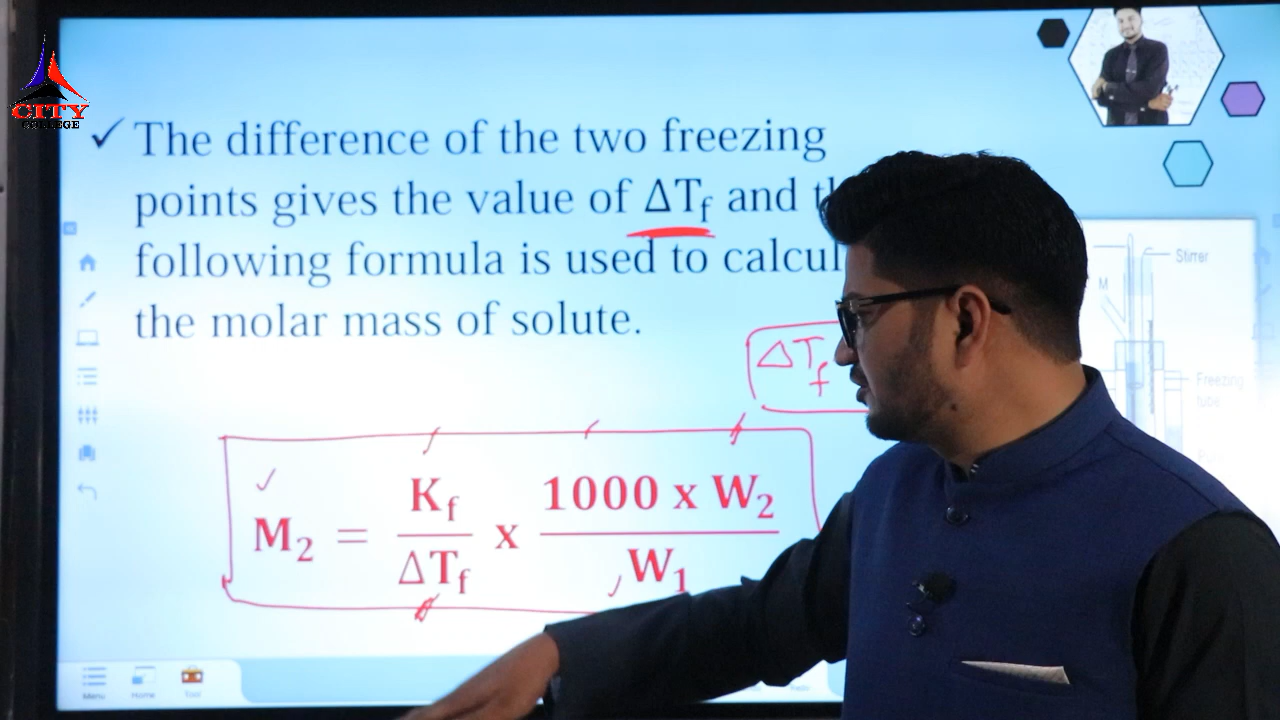 CITY
COLLEGE
✓ The difference of the two freezing
points gives the value of ΔTf and
following formula is used to calcul
the molar mass of solute.
Stirrer
M
Freezing
tube
ΔTf
M2 = Kf / ΔTf x 1000 x W2 / W1
Menu Home Tool